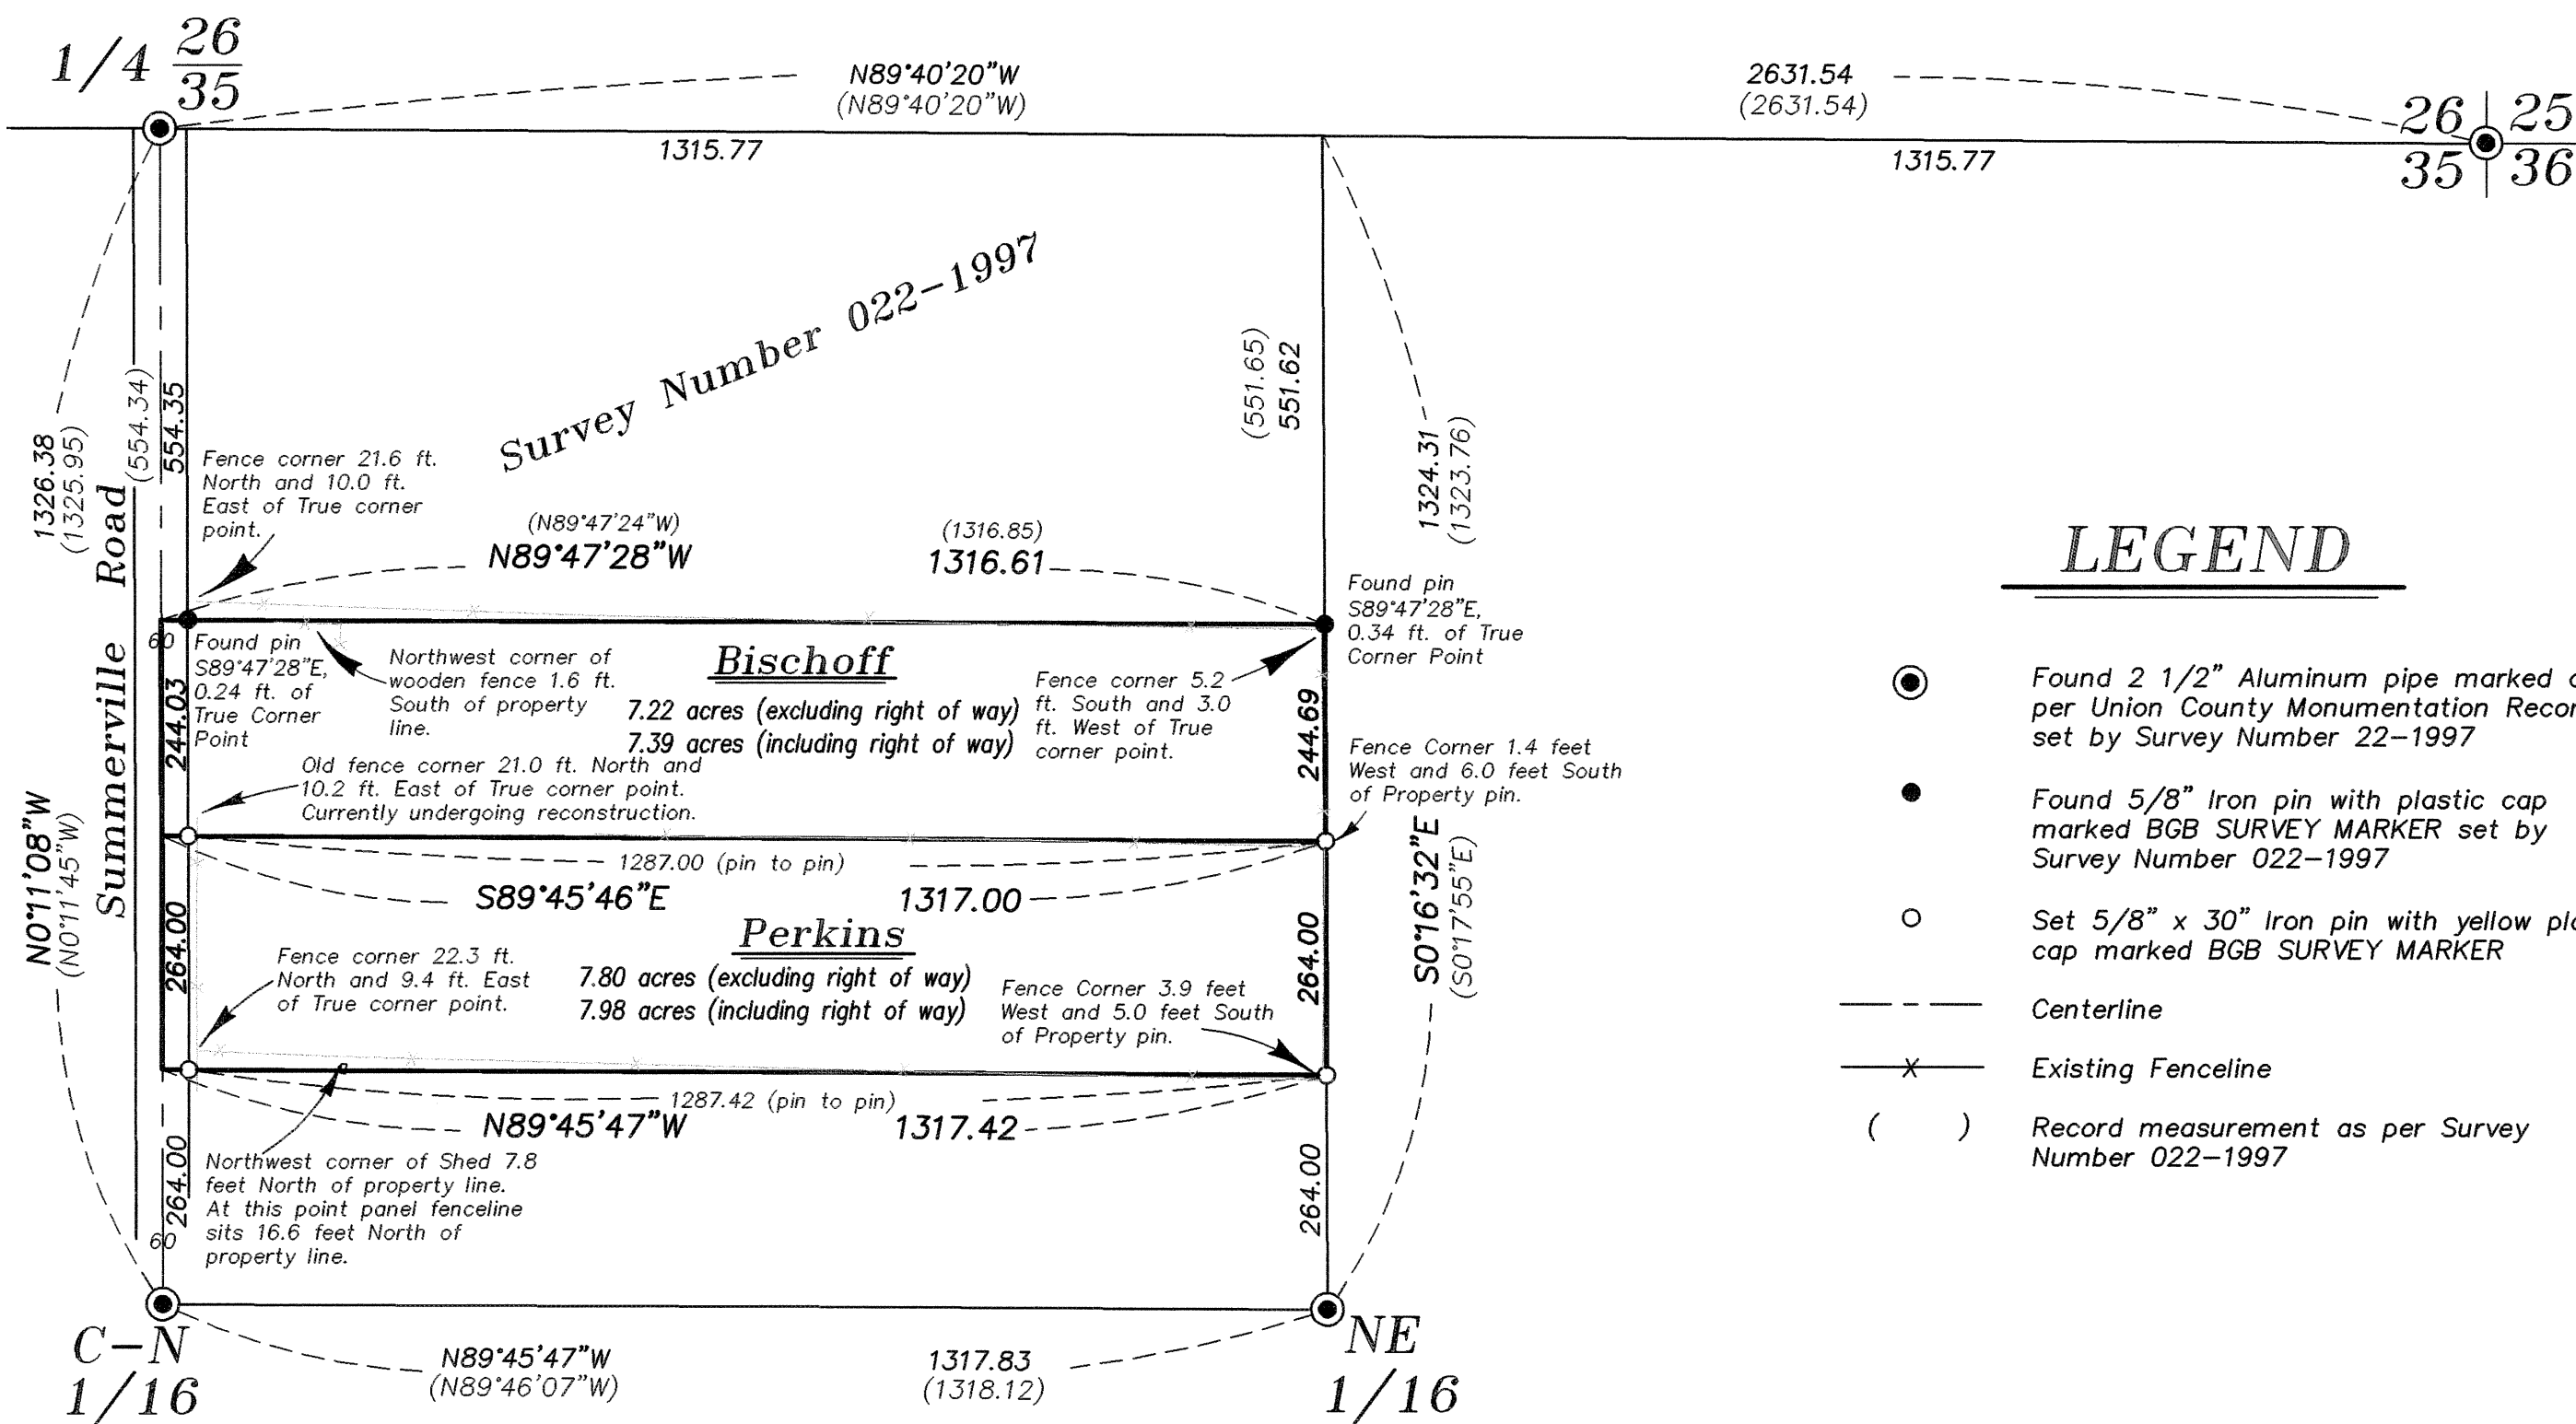 1/4 26
35
N89°40'20"W
(N89°40'20"W)
2631.54
(2631.54)
26 25
35 36
1315.77
1315.77
Survey Number 022-1997
1326.38
(1325.95)
Summerville Road
(554.34)
554.35
(551.65)
551.62
1324.31
(1323.76)
Fence corner 21.6 ft.
North and 10.0 ft.
East of True corner
point.
(N89°47'24"W)
N89°47'28"W
(1316.85)
1316.61
Found pin
S89°47'28"E,
0.34 ft. of True
Corner Point
60
Found pin
S89°47'28"E,
0.24 ft. of
True Corner
Point
244.03
Northwest corner of
wooden fence 1.6 ft.
South of property
line.
Bischoff
7.22 acres (excluding right of way)
7.39 acres (including right of way)
Fence corner 5.2
ft. South and 3.0
ft. West of True
corner point.
244.69
Fence Corner 1.4 feet
West and 6.0 feet South
of Property pin.
Old fence corner 21.0 ft. North and
10.2 ft. East of True corner point.
Currently undergoing reconstruction.
1287.00 (pin to pin)
S89°45'46"E
1317.00
N0°11'08"W
(N0°11'45"W)
S0°16'32"E
(S0°17'55"E)
264.00
Perkins
7.80 acres (excluding right of way)
7.98 acres (including right of way)
264.00
Fence corner 22.3 ft.
North and 9.4 ft. East
of True corner point.
Fence Corner 3.9 feet
West and 5.0 feet South
of Property pin.
1287.42 (pin to pin)
N89°45'47"W
1317.42
264.00
Northwest corner of Shed 7.8
feet North of property line.
At this point panel fenceline
sits 16.6 feet North of
property line.
60
264.00
C-N
1/16
N89°45'47"W
(N89°46'07"W)
1317.83
(1318.12)
NE
1/16
LEGEND
Found 2 1/2" Aluminum pipe marked
per Union County Monumentation
set by Survey Number 22-1997
Found 5/8" Iron pin with plastic cap
marked BGB SURVEY MARKER set by
Survey Number 022-1997
Set 5/8" x 30" Iron pin with yellow
cap marked BGB SURVEY MARKER
Centerline
Existing Fenceline
( ) Record measurement as per Survey
Number 022-1997